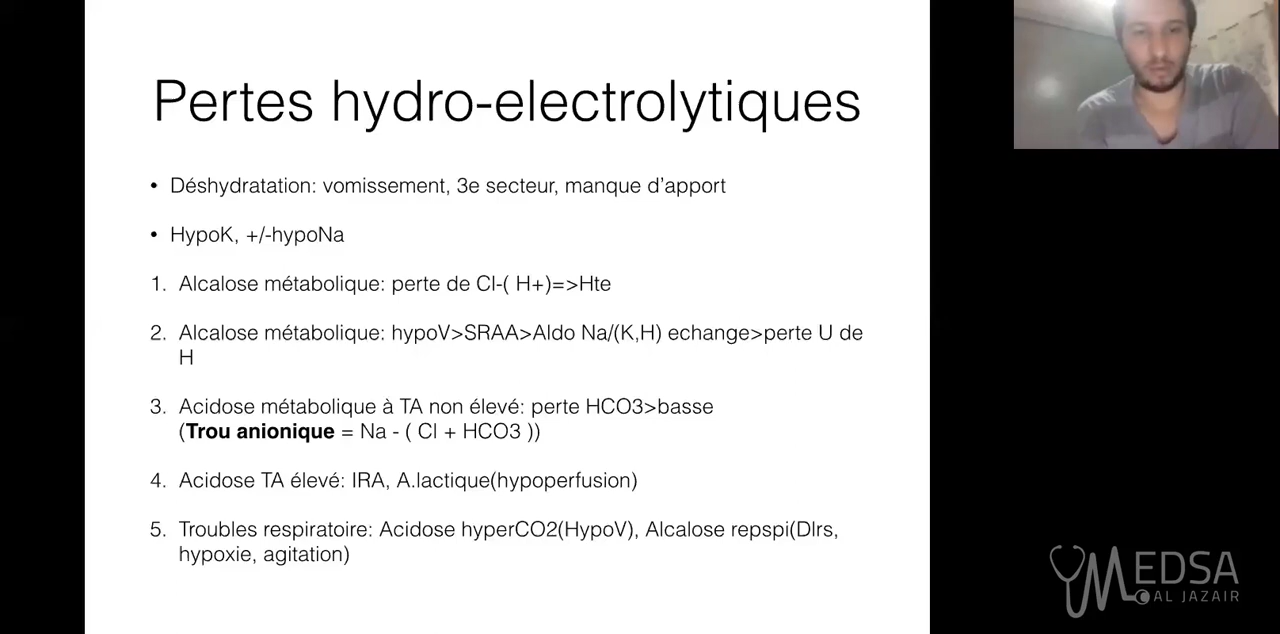 Pertes hydro-electrolytiques
• Déshydratation: vomissement, 3e secteur, manque d'apport
• HypoK, +/-hypoNa
1. Alcalose métabolique: perte de Cl-( H+)=>Hte
2. Alcalose métabolique: hypoV>SRAA>Aldo Na/(K,H) echange>perte U de
H
3. Acidose métabolique à TA non élevé: perte HCO3>basse
(Trou anionique = Na - ( Cl + HCO3 ))
4. Acidose TA élevé: IRA, A.lactique(hypoperfusion)
5. Troubles respiratoire: Acidose hyperCO2(HypoV), Alcalose repspi(Dlrs,
hypoxie, agitation)
MEDSA
AL JAZAIR